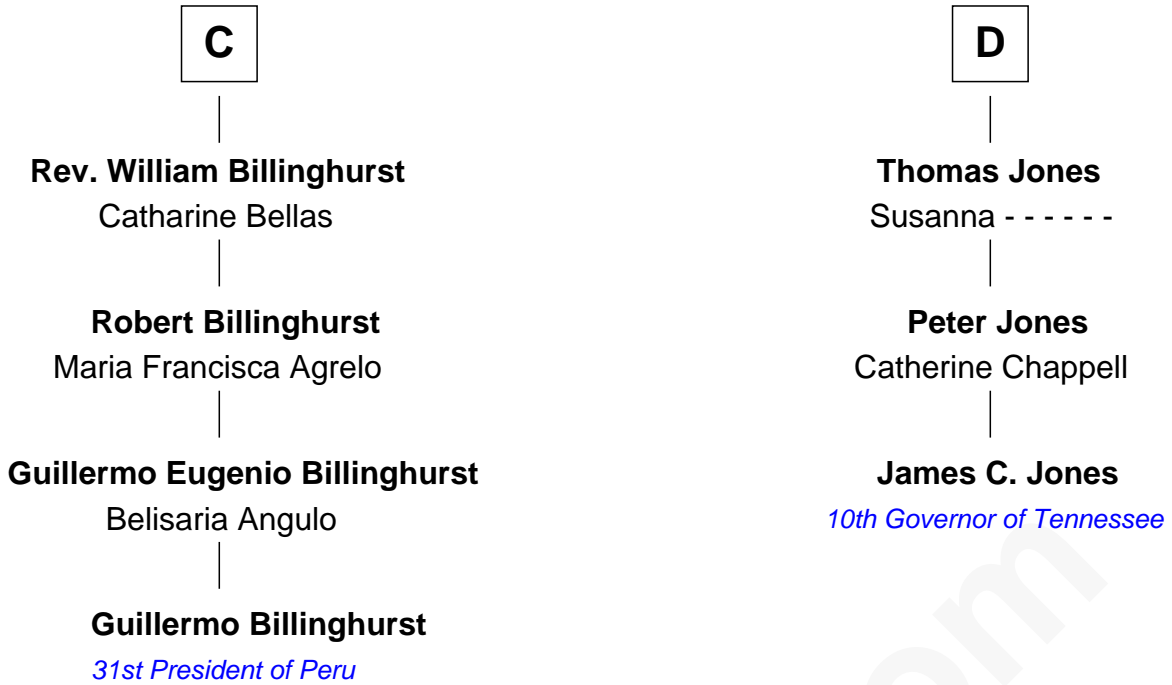 C
Rev. William Billinghurst
Catharine Bellas
Robert Billinghurst
Maria Francisca Agrelo
Guillermo Eugenio Billinghurst
Belisaria Angulo
Guillermo Billinghurst
31st President of Peru
D
Thomas Jones
Susanna - - - - - -
Peter Jones
Catherine Chappell
James C. Jones
10th Governor of Tennessee
om